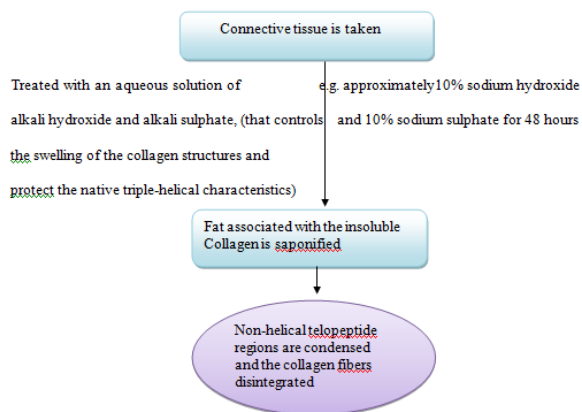 Connective tissue is taken
Treated with an aqueous solution of
alkali hydroxide and alkali sulphate, (that controls
the swelling of the collagen structures and
protect the native triple-helical characteristics)
e.g. approximately10% sodium hydroxide
and 10% sodium sulphate for 48 hours
Fat associated with the insoluble
Collagen is saponified
Non-helical telopeptide
regions are condensed
and the collagen fibers
disintegrated